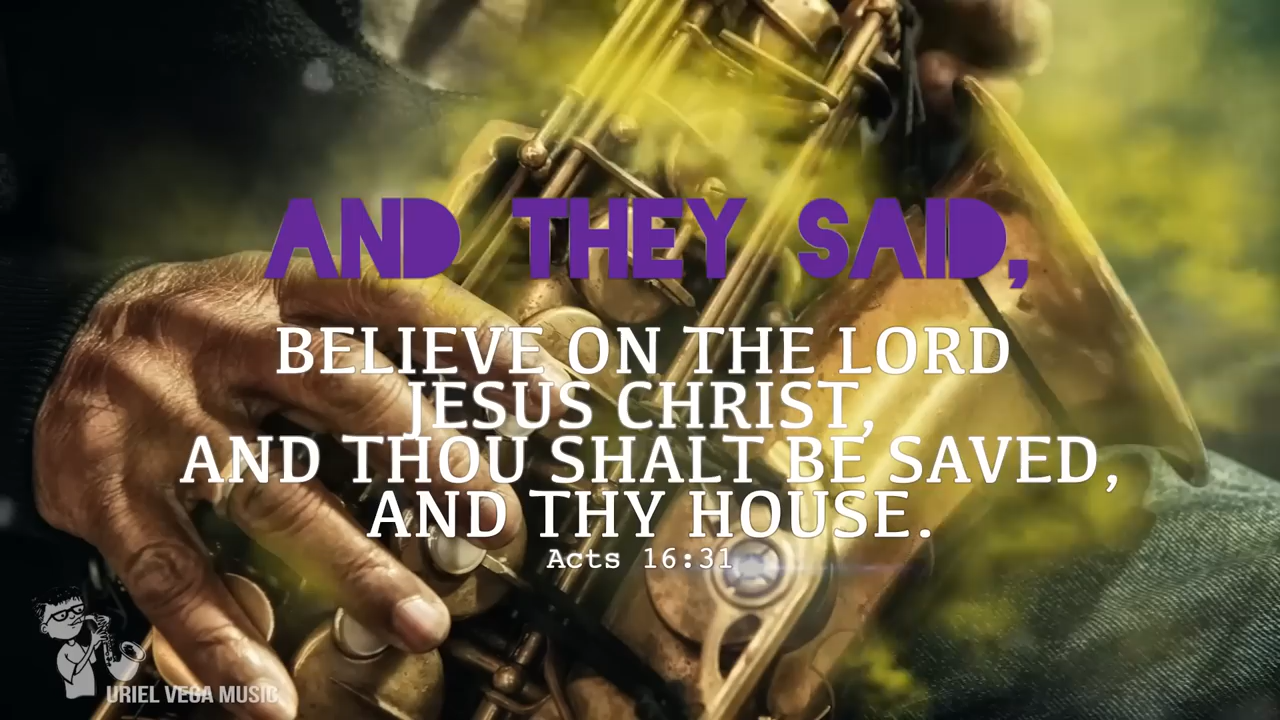 AND THEY SAID,
BELIEVE ON THE LORD
JESUS CHRIST,
AND THOU SHALT BE SAVED,
AND THY HOUSE.
Acts 16:31
URIEL VEGA MUSIC